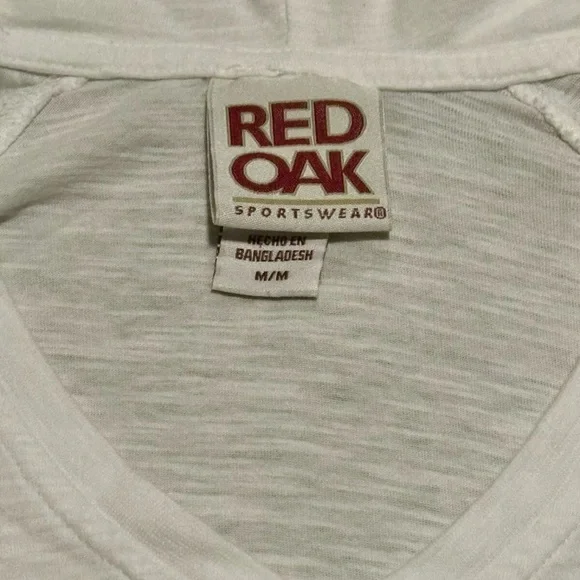 RED
OAK
SPORTSWEAR®
HECHO EN
BANGLADESH
M/M